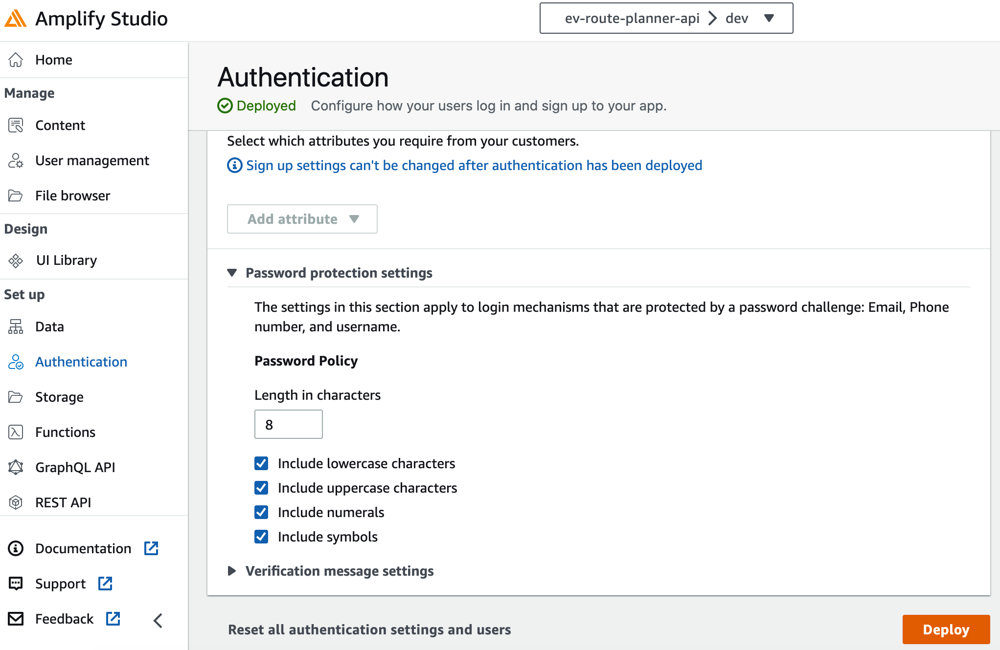 Amplify Studio
ev-route-planner-api > dev
Home
Manage
Content
User management
File browser
Design
UI Library
Set up
Data
Authentication
Storage
Functions
GraphQL API
REST API
Documentation
Support
Feedback
Authentication
Deployed Configure how your users log in and sign up to your app.
Select which attributes you require from your customers.
Sign up settings can't be changed after authentication has been deployed
Add attribute
Password protection settings
The settings in this section apply to login mechanisms that are protected by a password challenge: Email, Phone
number, and username.
Password Policy
Length in characters
8
Include lowercase characters
Include uppercase characters
Include numerals
Include symbols
Verification message settings
Reset all authentication settings and users
Deploy